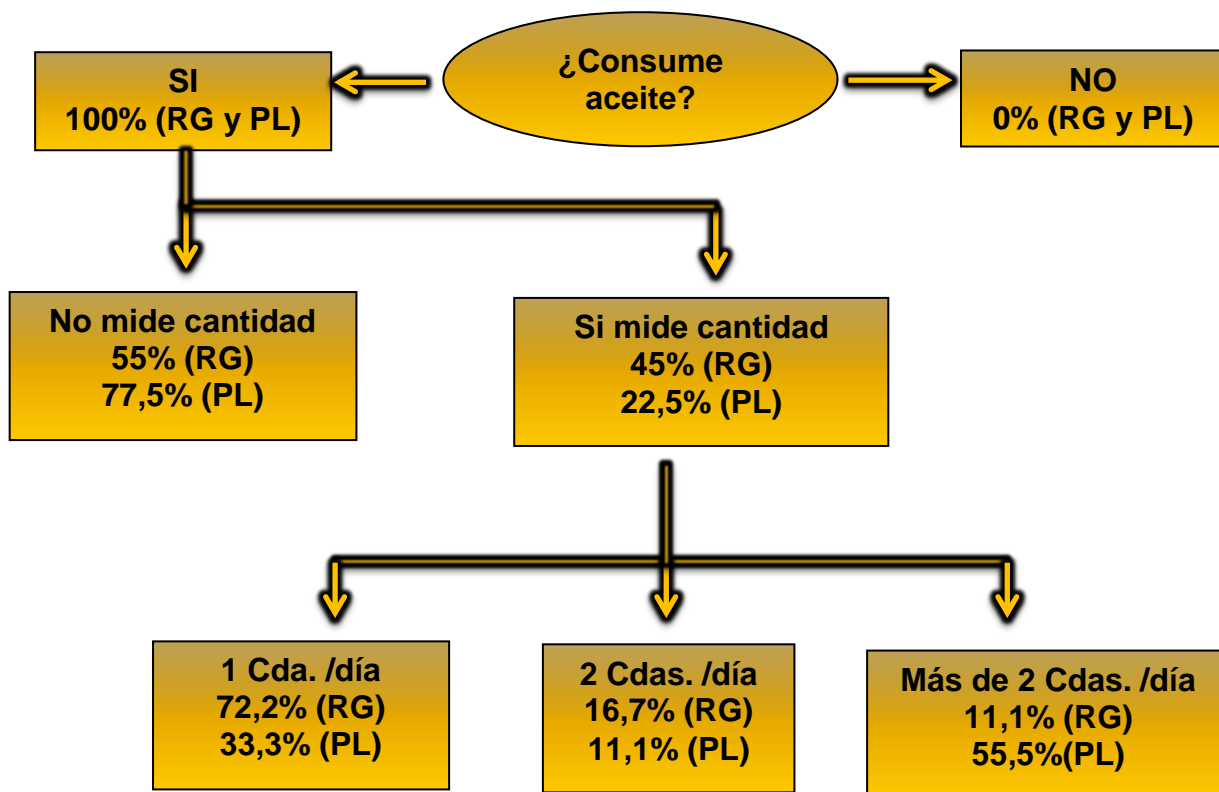 ¿Consume
aceite?
SI
100% (RG y PL)
NO
0% (RG y PL)
No mide cantidad
55% (RG)
77,5% (PL)
Si mide cantidad
45% (RG)
22,5% (PL)
1 Cda. /día
72,2% (RG)
33,3% (PL)
2 Cdas. /día
16,7% (RG)
11,1% (PL)
Más de 2 Cdas. /día
11,1% (RG)
55,5%(PL)